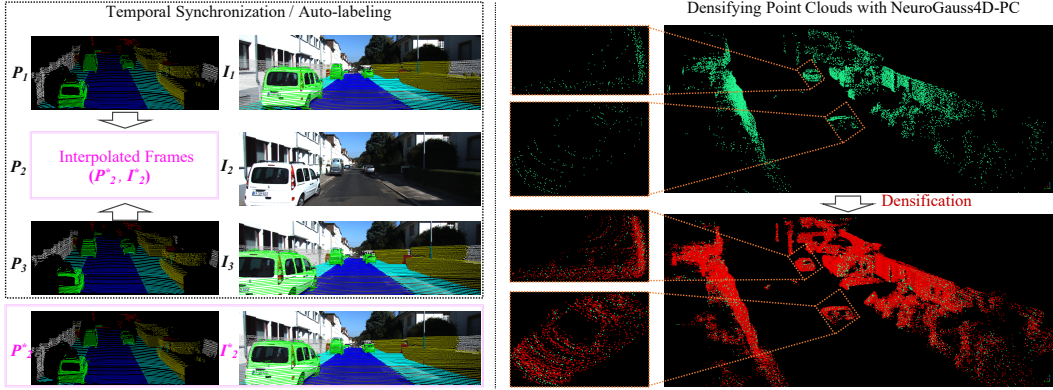 Temporal Synchronization / Auto-labeling
P1
I1
P2
Interpolated Frames
(P*2 , I*2)
I2
P3
I3
P*2
I*2
Densifying Point Clouds with NeuroGauss4D-PC
Densification